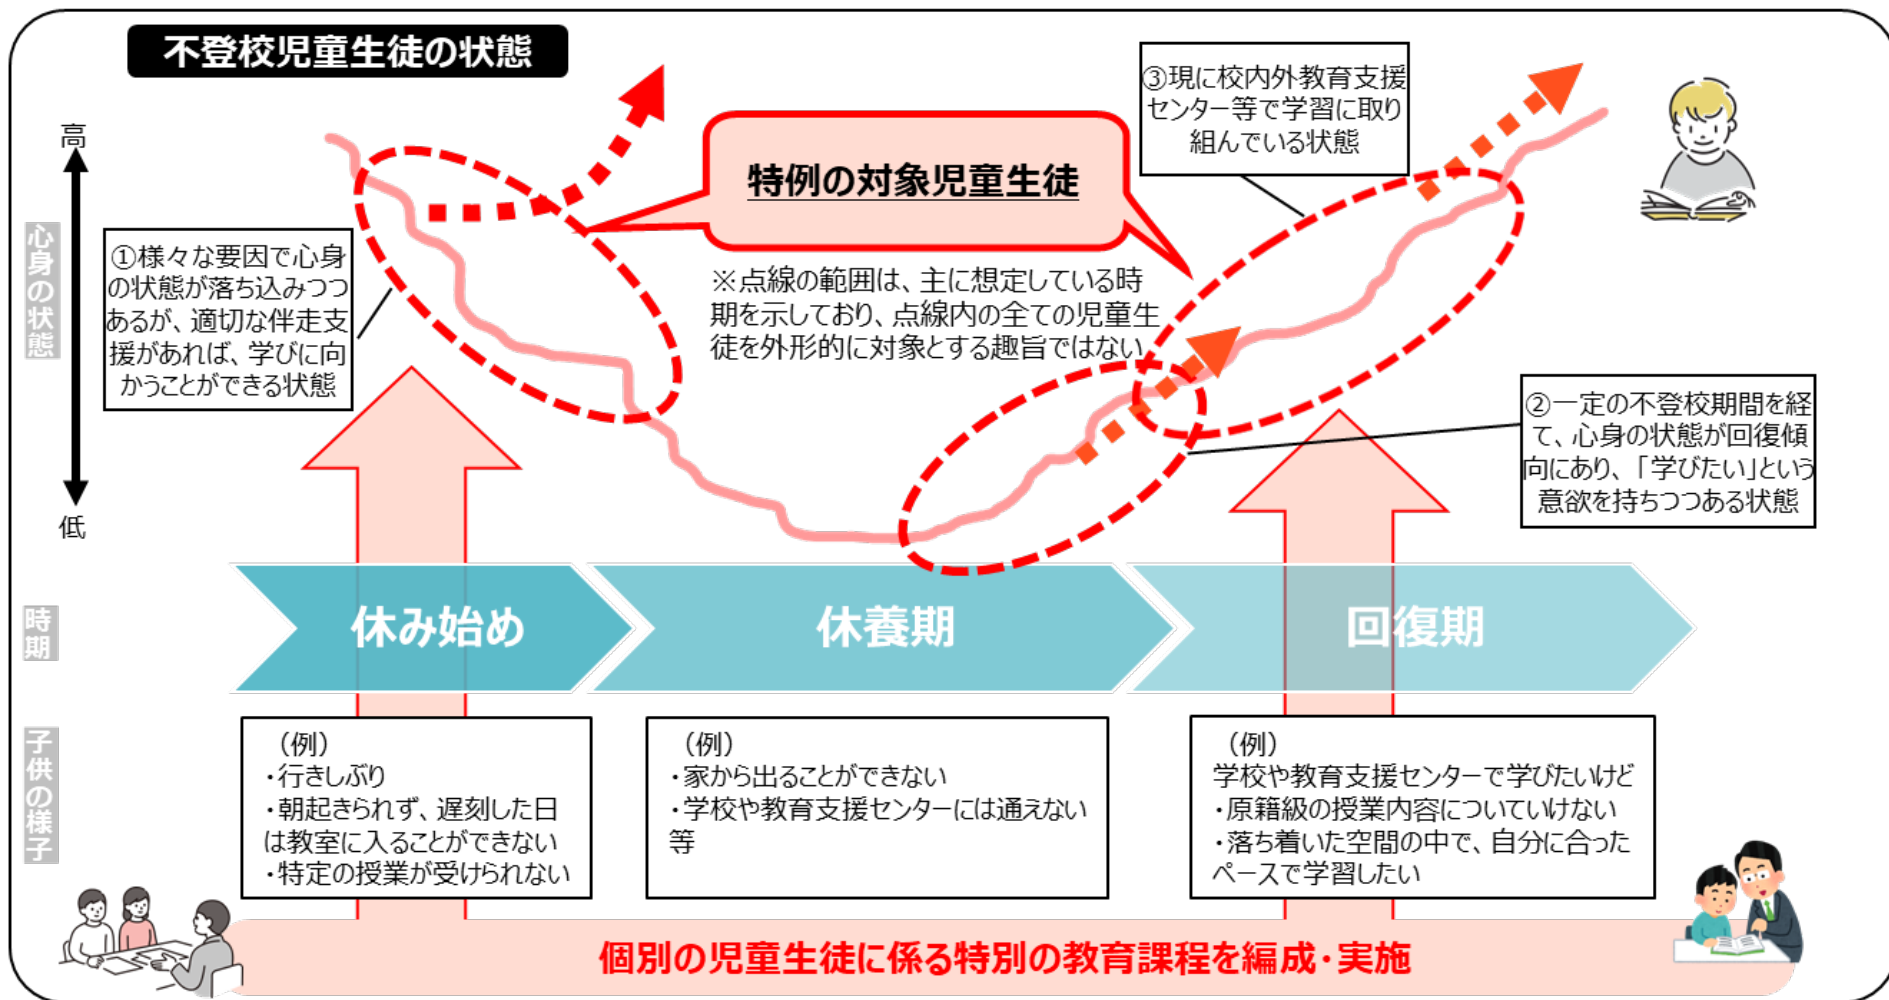 不登校児童生徒の状態
高
心身の状態
低
①様々な要因で心身
の状態が落ち込みつつ
あるが、適切な伴走支
援があれば、学びに向
かうことができる状態
特例の対象児童生徒
※点線の範囲は、主に想定している時
期を示しており、点線内の全ての児童生
徒を外形的に対象とする趣旨ではない
③現に校内外教育支援
センター等で学習に取り
組んでいる状態
②一定の不登校期間を経
て、心身の状態が回復傾
向にあり、「学びたい」という
意欲を持ちつつある状態
時期
休み始め
休養期
回復期
子供の様子
（例）
・行きしぶり
・朝起きられず、遅刻した日
は教室に入ることができない
・特定の授業が受けられない
（例）
・家から出ることができない
・学校や教育支援センターには通えない
等
（例）
学校や教育支援センターで学びたいけど
・原籍級の授業内容についていけない
・落ち着いた空間の中で、自分に合った
ペースで学習したい
個別の児童生徒に係る特別の教育課程を編成・実施